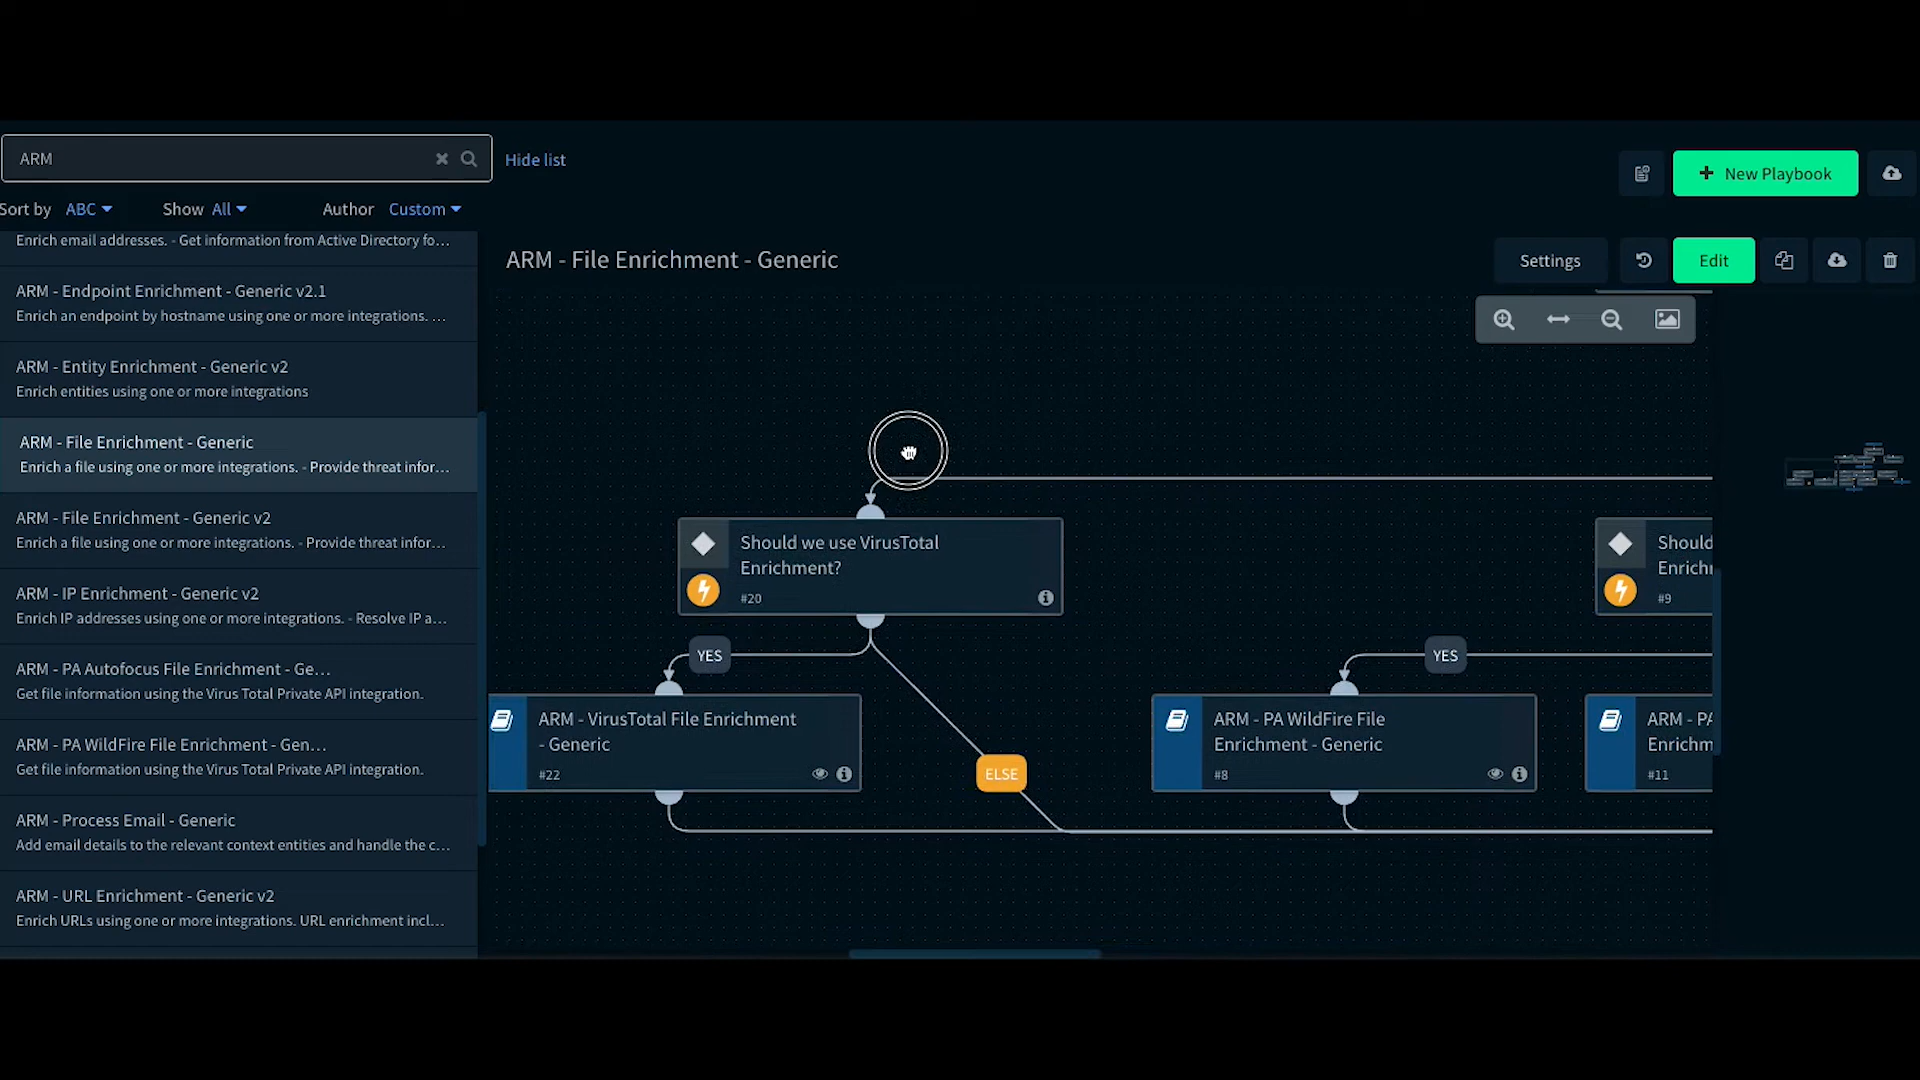 ARM
Hide list
New Playbook
Sort by ABC
Show All
Author Custom
Enrich email addresses. - Get information from Active Directory fo...
ARM - Endpoint Enrichment - Generic v2.1
Enrich an endpoint by hostname using one or more integrations. ...
ARM - Entity Enrichment - Generic v2
Enrich entities using one or more integrations
ARM - File Enrichment - Generic
Enrich a file using one or more integrations. - Provide threat infor...
ARM - File Enrichment - Generic v2
Enrich a file using one or more integrations. - Provide threat infor...
ARM - IP Enrichment - Generic v2
Enrich IP addresses using one or more integrations. - Resolve IP a...
ARM - PA Autofocus File Enrichment - Ge...
Get file information using the Virus Total Private API integration.
ARM - PA WildFire File Enrichment - Gen...
Get file information using the Virus Total Private API integration.
ARM - Process Email - Generic
Add email details to the relevant context entities and handle the c...
ARM - URL Enrichment - Generic v2
Enrich URLs using one or more integrations. URL enrichment incl...
ARM - File Enrichment - Generic
Settings
Edit
Should we use VirusTotal
Enrichment?
#20
Should
Enrichr
#9
YES
YES
ARM - VirusTotal File Enrichment
- Generic
#22
ELSE
ARM - PA WildFire File
Enrichment - Generic
#8
ARM - PA
Enrichm
#11